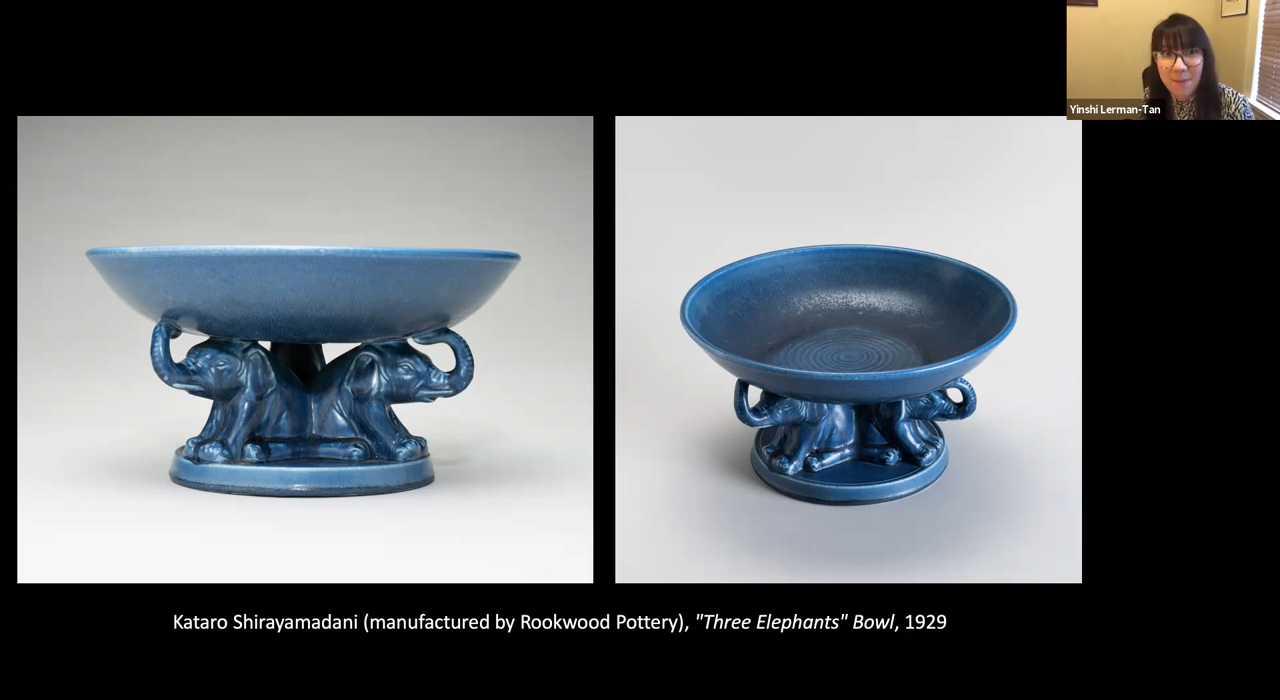 Yinshi Lerman-Tan
Kataro Shirayamadani (manufactured by Rookwood Pottery), "Three Elephants" Bowl, 1929